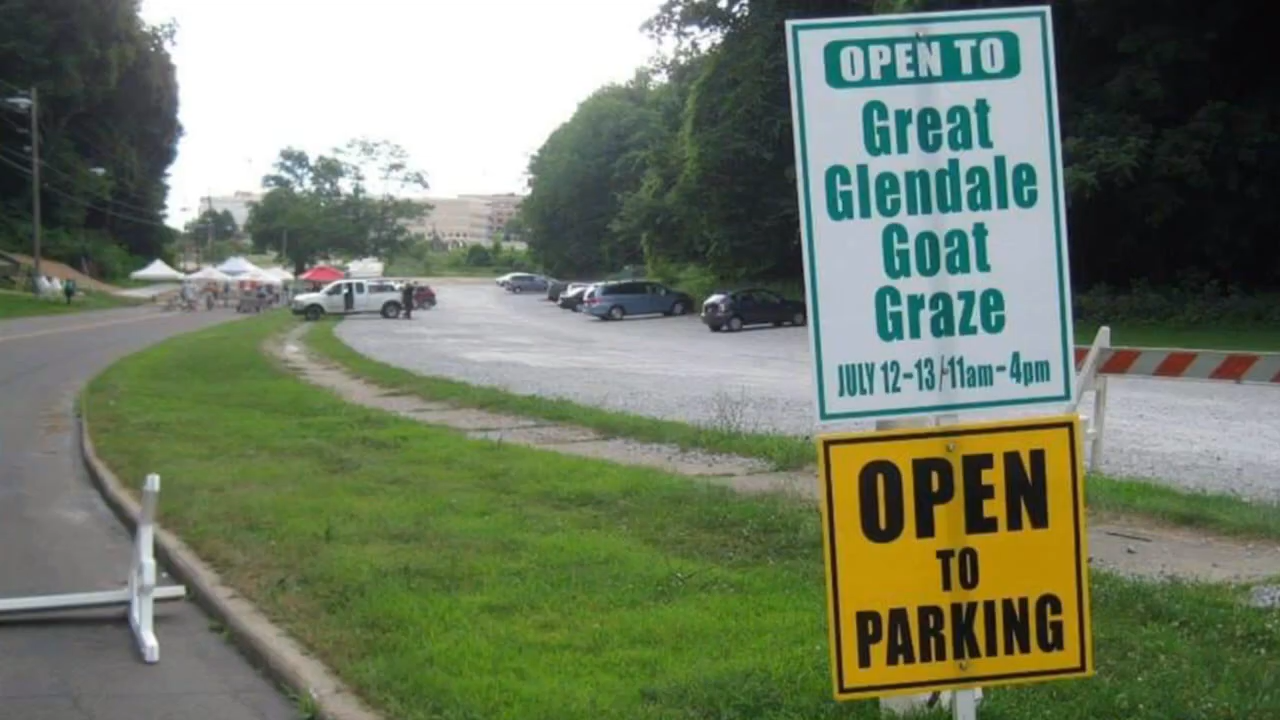 OPEN TO
Great
Glendale
Goat
Graze
JULY 12-13/11am-4pm
OPEN
TO
PARKING